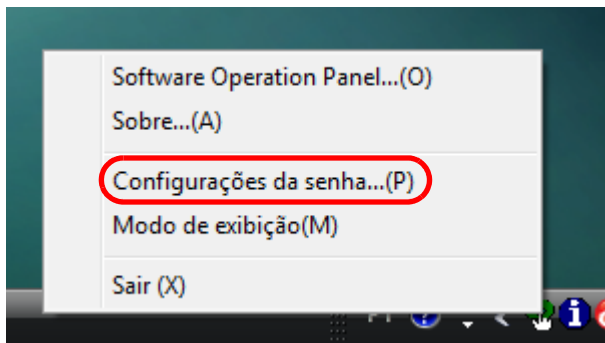 Software Operation Panel...(O)
Sobre...(A)
Configurações da senha...(P)
Modo de exibição(M)
Sair (X)